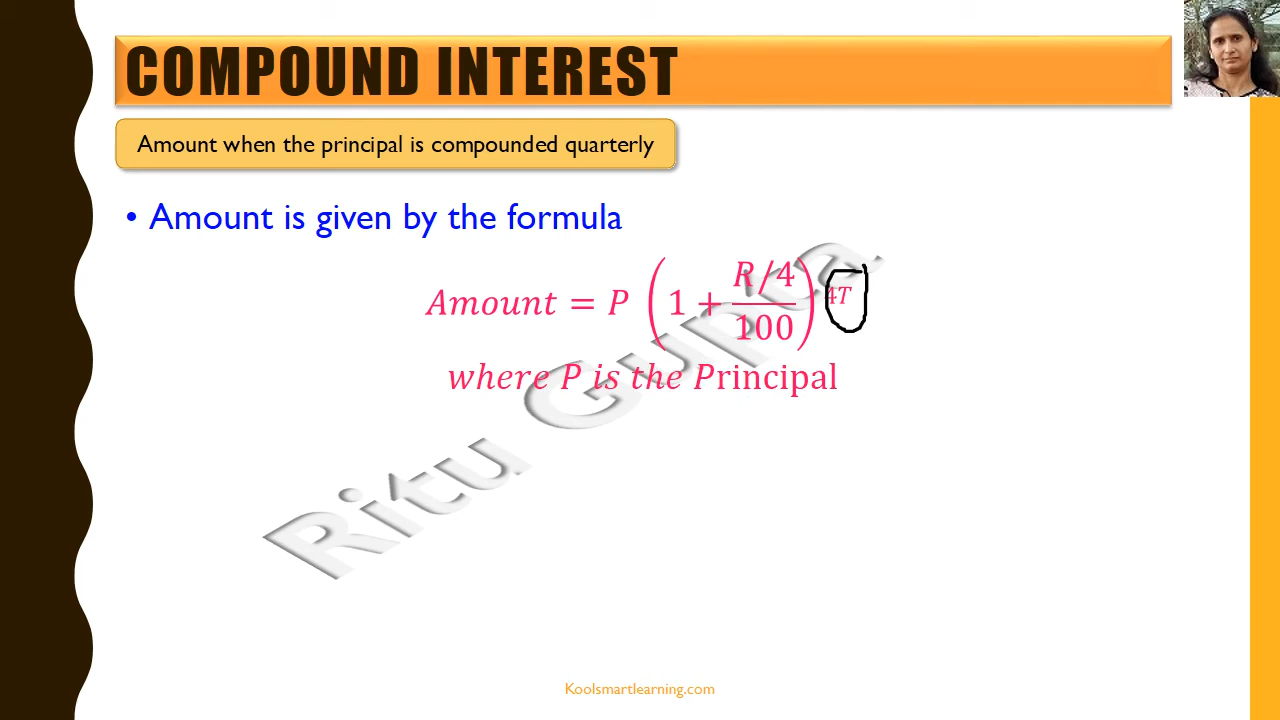 COMPOUND INTEREST
Amount when the principal is compounded quarterly
• Amount is given by the formula
Amount = P (1 + (R/4)/100)^4T
where P is the Principal
Ritu Gupta
Koolsmartlearning.com